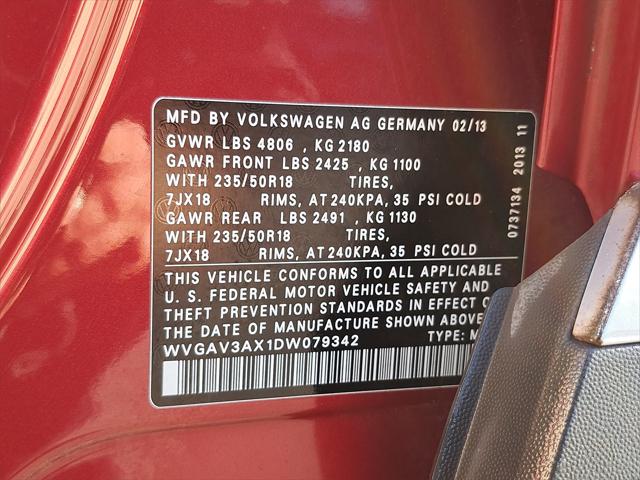 MFD BY VOLKSWAGEN AG GERMANY 02/13
GVWR LBS 4806 , KG 2180
GAWR FRONT LBS 2425 , KG 1100
WITH 235/50R18 TIRES,
7JX18 RIMS, AT 240KPA, 35 PSI COLD
GAWR REAR LBS 2491 , KG 1130
WITH 235/50R18 TIRES,
7JX18 RIMS, AT 240KPA, 35 PSI COLD
THIS VEHICLE CONFORMS TO ALL APPLICABLE
U. S. FEDERAL MOTOR VEHICLE SAFETY AND
THEFT PREVENTION STANDARDS IN EFFECT O
THE DATE OF MANUFACTURE SHOWN ABOVE
WVGAV3AX1DW079342 TYPE: M
0737134 2013 11